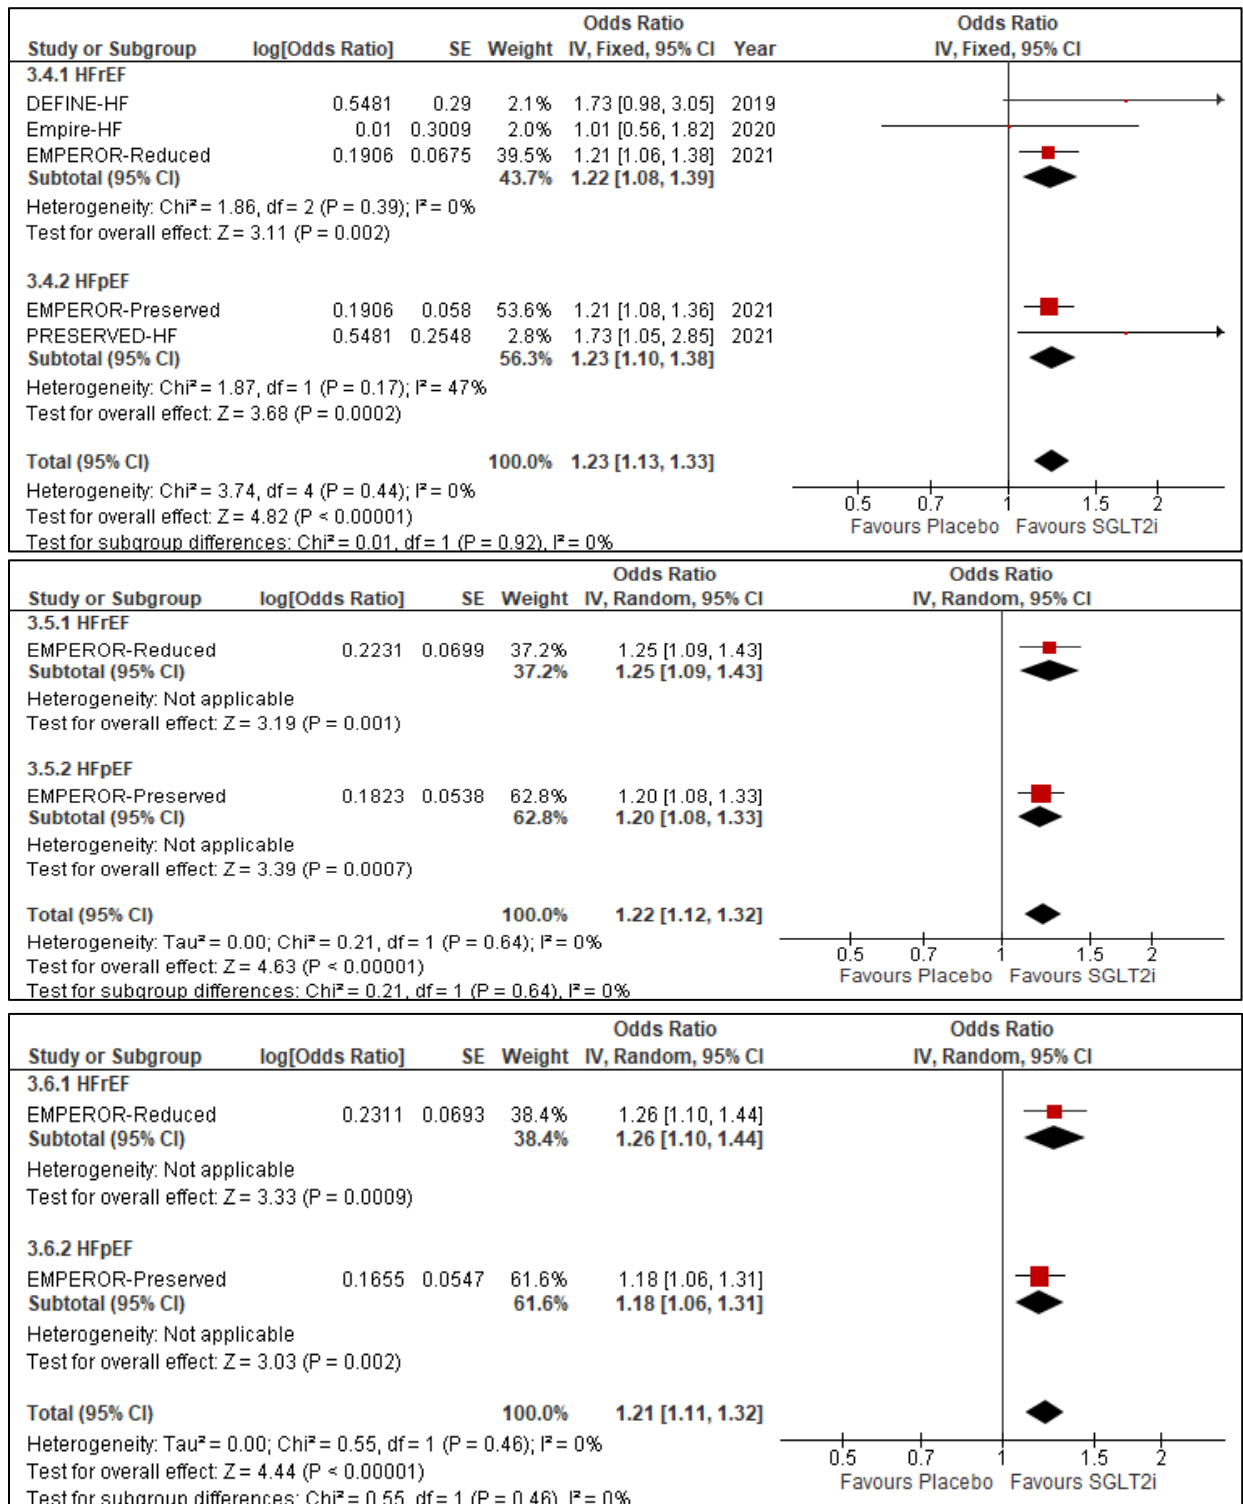 Odds Ratio Odds Ratio
Study or Subgroup log[Odds Ratio] SE Weight IV, Fixed, 95% CI Year IV, Fixed, 95% CI
3.4.1 HFrEF
DEFINE-HF 0.5481 0.29 2.1% 1.73 [0.98, 3.05] 2019
Empire-HF 0.01 0.3009 2.0% 1.01 [0.56, 1.82] 2020
EMPEROR-Reduced 0.1906 0.0675 39.5% 1.21 [1.06, 1.38] 2021
Subtotal (95% CI) 43.7% 1.22 [1.08, 1.39]
Heterogeneity: Chi² = 1.86, df = 2 (P = 0.39); I² = 0%
Test for overall effect: Z = 3.11 (P = 0.002)
3.4.2 HFpEF
EMPEROR-Preserved 0.1906 0.058 53.6% 1.21 [1.08, 1.36] 2021
PRESERVED-HF 0.5481 0.2548 2.8% 1.73 [1.05, 2.85] 2021
Subtotal (95% CI) 56.3% 1.23 [1.10, 1.38]
Heterogeneity: Chi² = 1.87, df = 1 (P = 0.17); I² = 47%
Test for overall effect: Z = 3.68 (P = 0.0002)
Total (95% CI) 100.0% 1.23 [1.13, 1.33]
Heterogeneity: Chi² = 3.74, df = 4 (P = 0.44); I² = 0%
Test for overall effect: Z = 4.82 (P < 0.00001)
Test for subgroup differences: Chi² = 0.01, df = 1 (P = 0.92), I² = 0%
0.5 0.7 1 1.5 2
Favours Placebo Favours SGLT2i
Odds Ratio Odds Ratio
Study or Subgroup log[Odds Ratio] SE Weight IV, Random, 95% CI IV, Random, 95% CI
3.5.1 HFrEF
EMPEROR-Reduced 0.2231 0.0699 37.2% 1.25 [1.09, 1.43]
Subtotal (95% CI) 37.2% 1.25 [1.09, 1.43]
Heterogeneity: Not applicable
Test for overall effect: Z = 3.19 (P = 0.001)
3.5.2 HFpEF
EMPEROR-Preserved 0.1823 0.0538 62.8% 1.20 [1.08, 1.33]
Subtotal (95% CI) 62.8% 1.20 [1.08, 1.33]
Heterogeneity: Not applicable
Test for overall effect: Z = 3.39 (P = 0.0007)
Total (95% CI) 100.0% 1.22 [1.12, 1.32]
Heterogeneity: Tau² = 0.00; Chi² = 0.21, df = 1 (P = 0.64); I² = 0%
Test for overall effect: Z = 4.63 (P < 0.00001)
Test for subgroup differences: Chi² = 0.21, df = 1 (P = 0.64), I² = 0%
0.5 0.7 1 1.5 2
Favours Placebo Favours SGLT2i
Odds Ratio Odds Ratio
Study or Subgroup log[Odds Ratio] SE Weight IV, Random, 95% CI IV, Random, 95% CI
3.6.1 HFrEF
EMPEROR-Reduced 0.2311 0.0693 38.4% 1.26 [1.10, 1.44]
Subtotal (95% CI) 38.4% 1.26 [1.10, 1.44]
Heterogeneity: Not applicable
Test for overall effect: Z = 3.33 (P = 0.0009)
3.6.2 HFpEF
EMPEROR-Preserved 0.1655 0.0547 61.6% 1.18 [1.06, 1.31]
Subtotal (95% CI) 61.6% 1.18 [1.06, 1.31]
Heterogeneity: Not applicable
Test for overall effect: Z = 3.03 (P = 0.002)
Total (95% CI) 100.0% 1.21 [1.11, 1.32]
Heterogeneity: Tau² = 0.00; Chi² = 0.55, df = 1 (P = 0.46); I² = 0%
Test for overall effect: Z = 4.44 (P < 0.00001)
Test for subgroup differences: Chi² = 0.55, df = 1 (P = 0.46), I² = 0%
0.5 0.7 1 1.5 2
Favours Placebo Favours SGLT2i